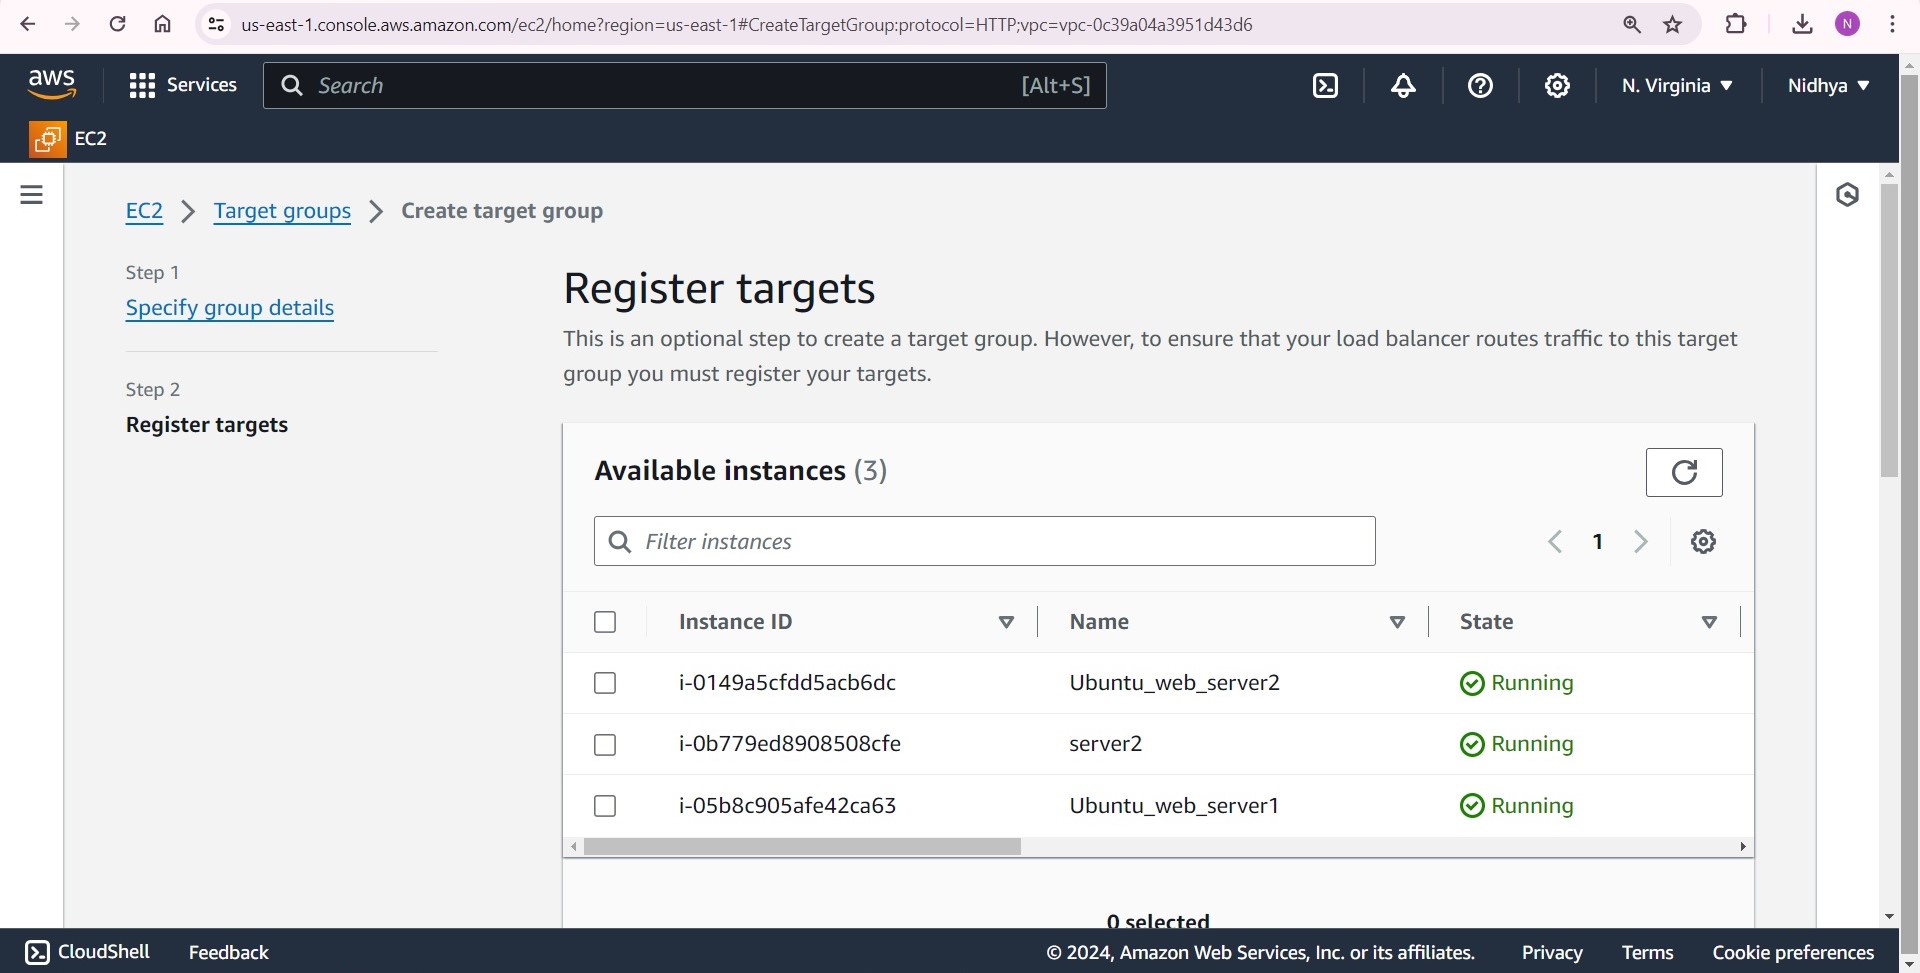 us-east-1.console.aws.amazon.com/ec2/home?region=us-east-1#CreateTargetGroup:protocol=HTTP;vpc=vpc-0c39a04a3951d43d6
N
aws
Services
Search
[Alt+S]
N. Virginia
Nidhya
EC2
EC2
Target groups
Create target group
Step 1
Specify group details
Step 2
Register targets
Register targets
This is an optional step to create a target group. However, to ensure that your load balancer routes traffic to this target
group you must register your targets.
Available instances (3)
Filter instances
1
Instance ID Name State
i-0149a5cfdd5acb6dc Ubuntu_web_server2 Running
i-0b779ed8908508cfe server2 Running
i-05b8c905afe42ca63 Ubuntu_web_server1 Running
0 selected
CloudShell
Feedback
© 2024, Amazon Web Services, Inc. or its affiliates.
Privacy
Terms
Cookie preferences